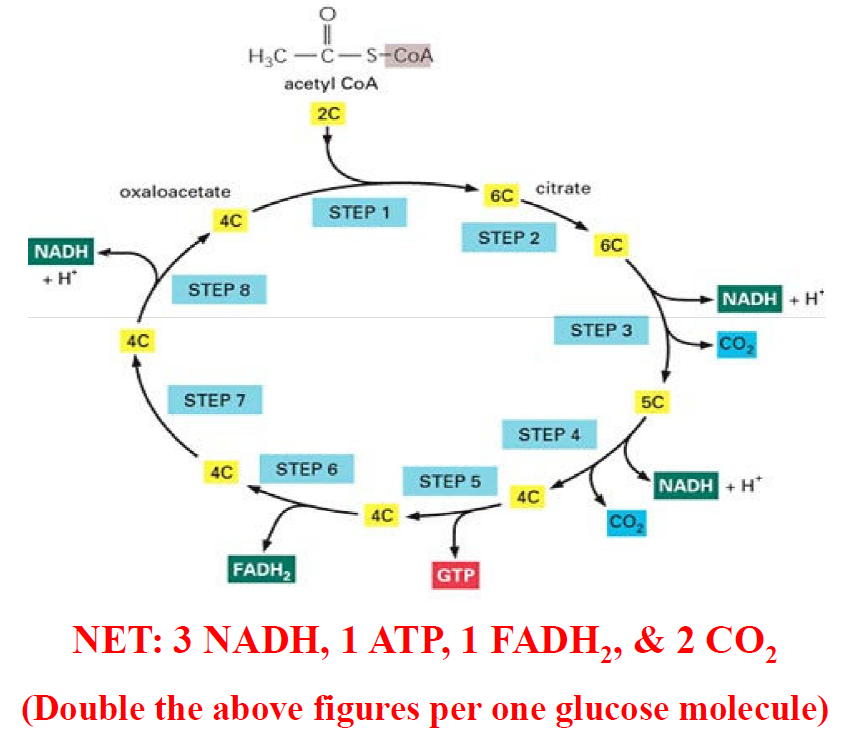 O
H₃C—C—S—CoA
acetyl CoA
2C
oxaloacetate
4C
STEP 1
6C
citrate
STEP 2
6C
NADH
+ H⁺
STEP 8
NADH + H⁺
4C
STEP 3
CO₂
STEP 7
5C
STEP 4
4C
STEP 6
STEP 5
4C
NADH + H⁺
4C
CO₂
FADH₂
GTP
NET: 3 NADH, 1 ATP, 1 FADH₂, & 2 CO₂
(Double the above figures per one glucose molecule)